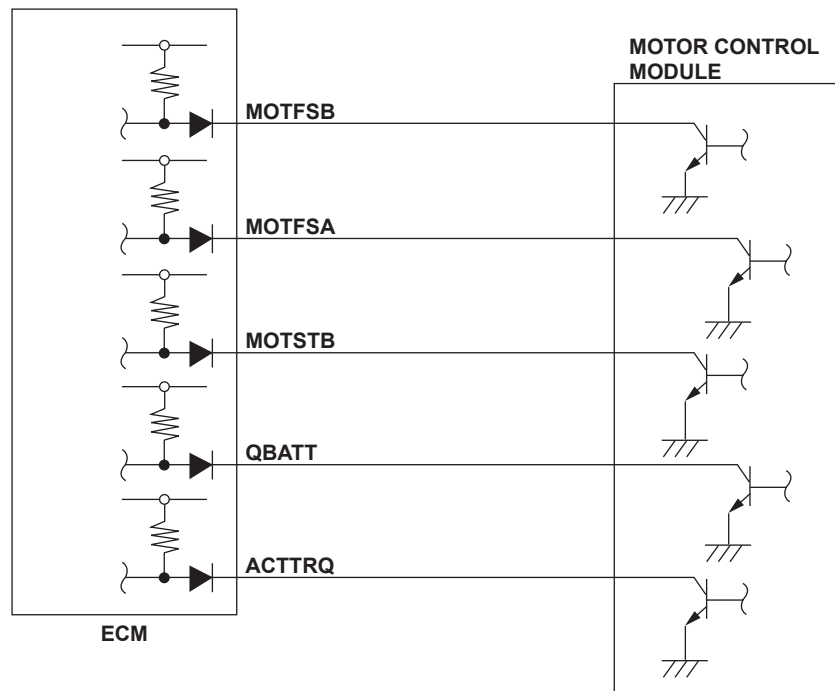 MOTOR CONTROL
MODULE
MOTFSB
MOTFSA
MOTSTB
QBATT
ACTTRQ
ECM